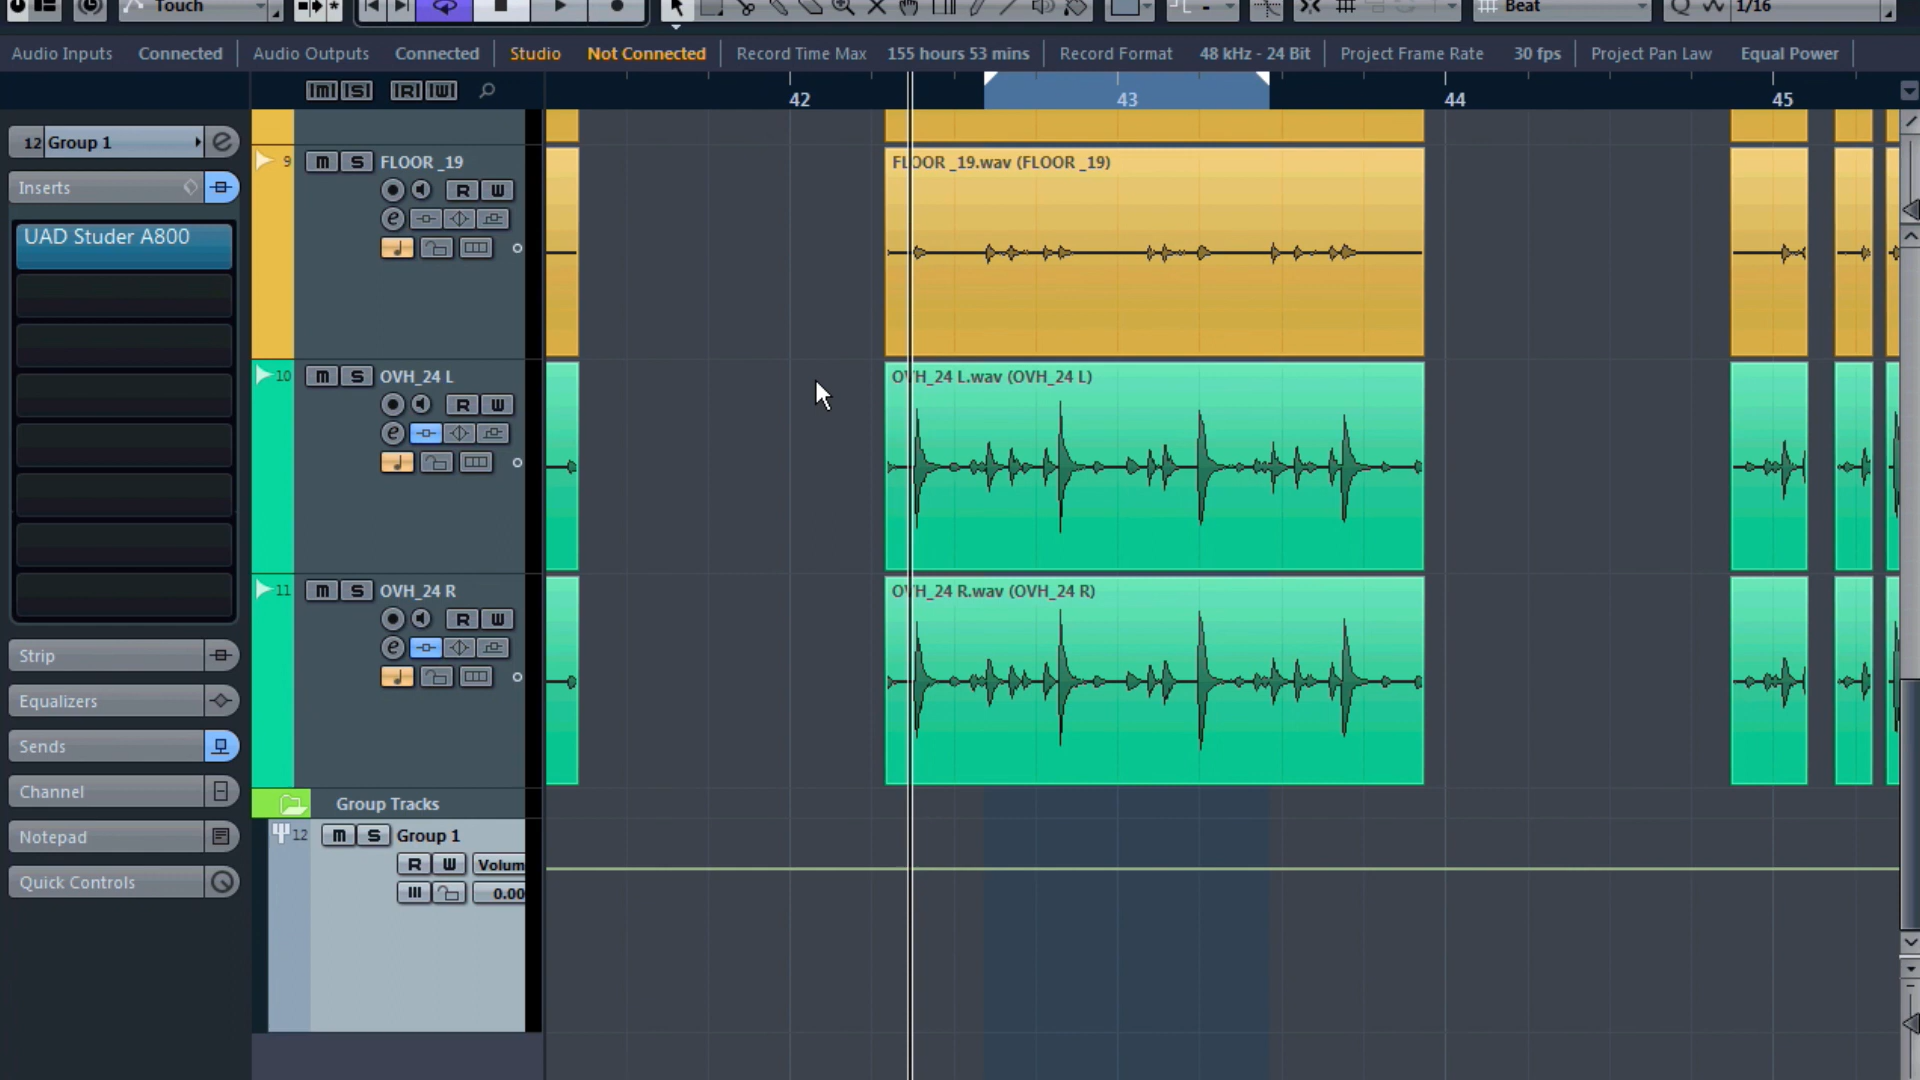 Touch
Beat
1/16
Audio Inputs Connected Audio Outputs Connected Studio Not Connected Record Time Max 155 hours 53 mins Record Format 48 kHz - 24 Bit Project Frame Rate 30 fps Project Pan Law Equal Power
M S R W
42 43 44 45
12 Group 1
Inserts
UAD Studer A800
Strip
Equalizers
Sends
Channel
Notepad
Quick Controls
9 M S FLOOR _19
R W
e
FLOOR _19.wav (FLOOR _19)
10 M S OVH_24 L
R W
e
OVH_24 L.wav (OVH_24 L)
11 M S OVH_24 R
R W
e
OVH_24 R.wav (OVH_24 R)
Group Tracks
12 M S Group 1
R W Volum
0.00